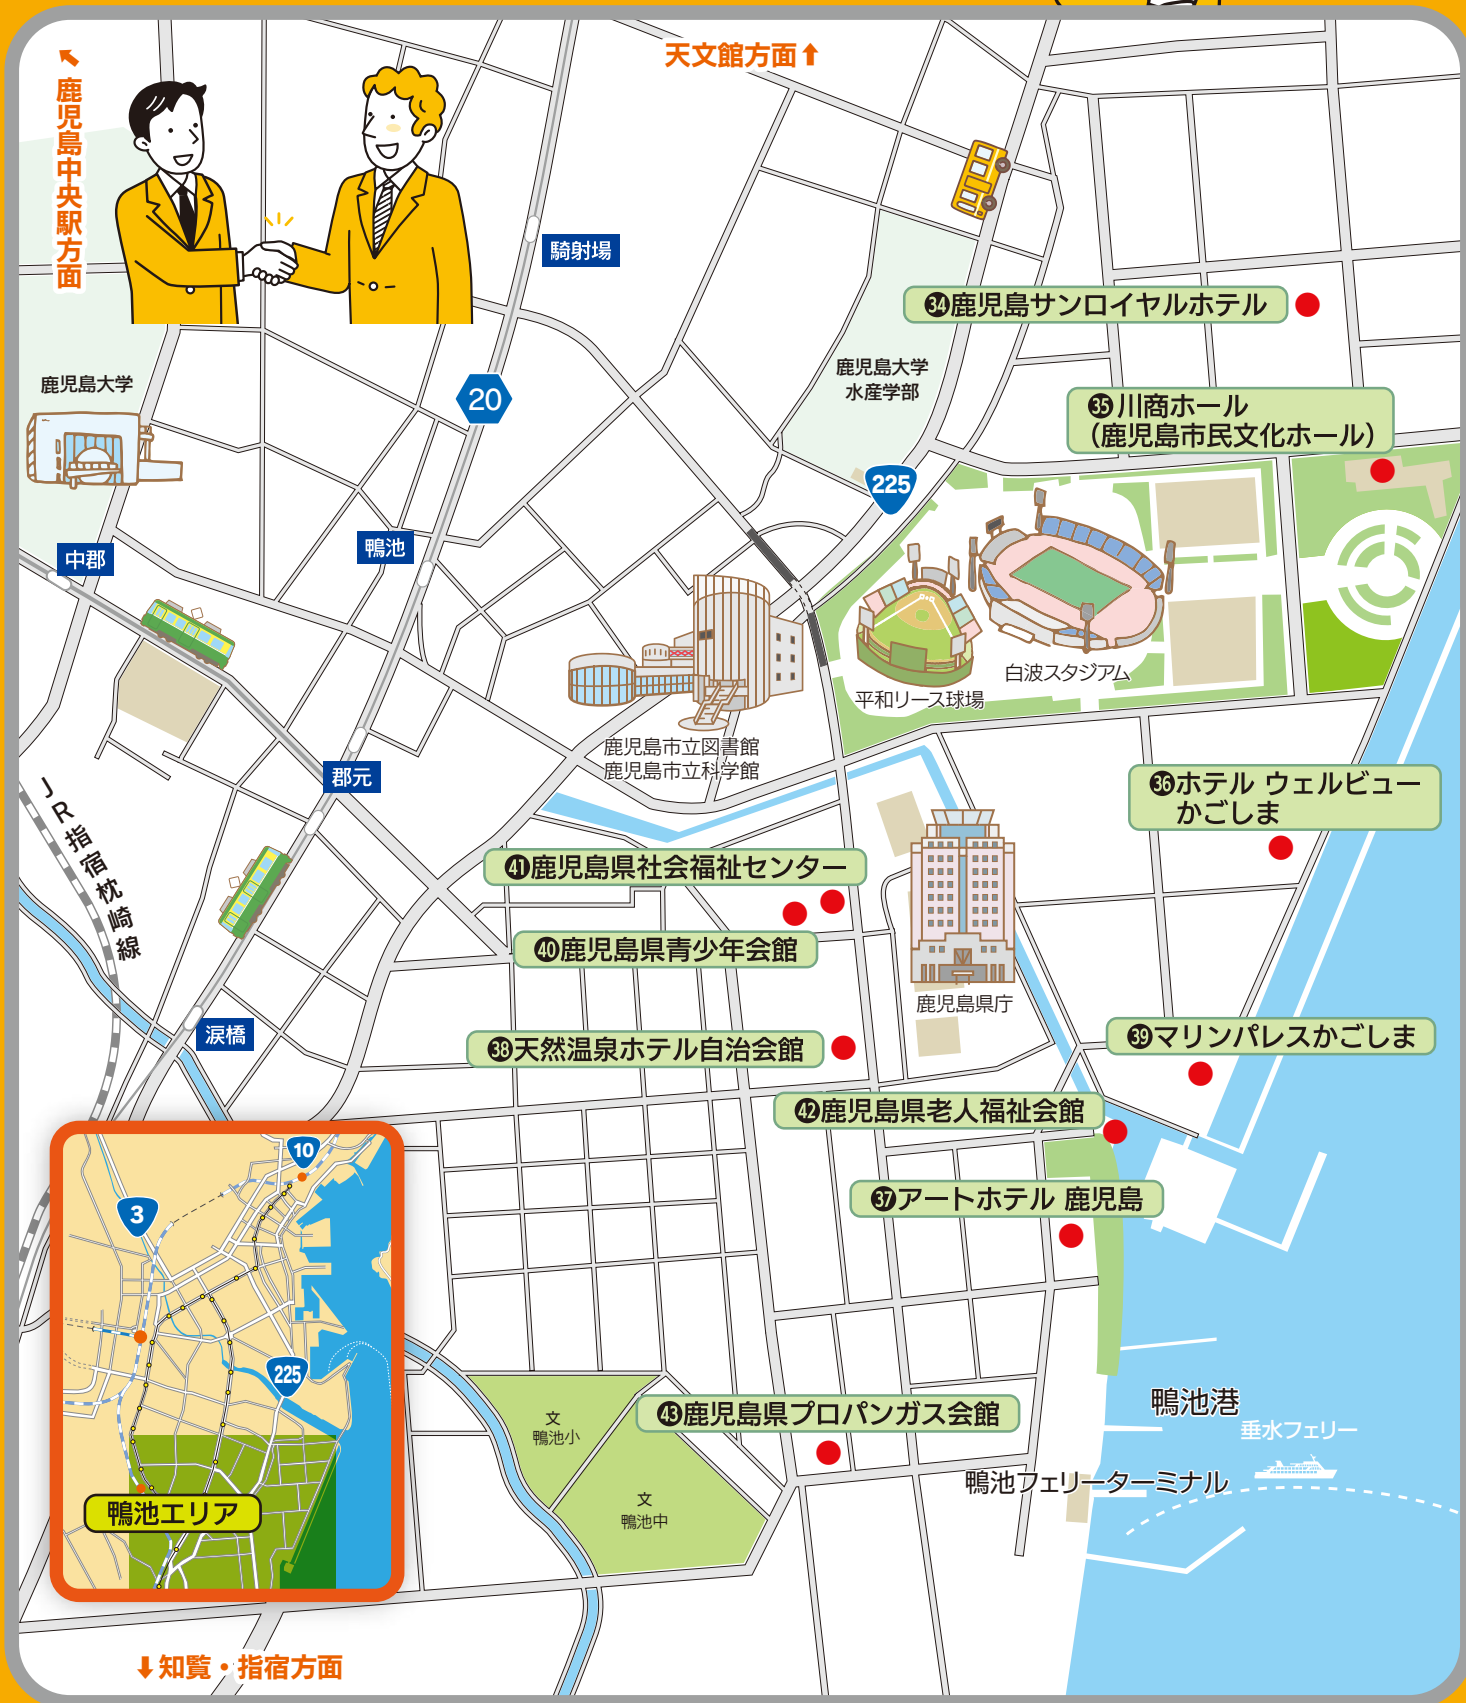 天文館方面⬆
⬉鹿児島中央駅方面
騎射場
㉞鹿児島サンロイヤルホテル
鹿児島大学
水産学部
鹿児島大学
20
㉟川商ホール
(鹿児島市民文化ホール)
225
鴨池
中郡
白波スタジアム
平和リース球場
鹿児島市立図書館
鹿児島市立科学館
郡元
㊱ホテル ウェルビュー
かごしま
JR指宿枕崎線
㊶鹿児島県社会福祉センター
㊵鹿児島県青少年会館
鹿児島県庁
涙橋
㊳天然温泉ホテル自治会館
㊴マリンパレスかごしま
㊷鹿児島県老人福祉会館
10
3
㊲アートホテル 鹿児島
225
鴨池港
㊸鹿児島県プロパンガス会館
文
鴨池小
垂水フェリー
鴨池フェリーターミナル
文
鴨池中
鴨池エリア
⬇知覧・指宿方面